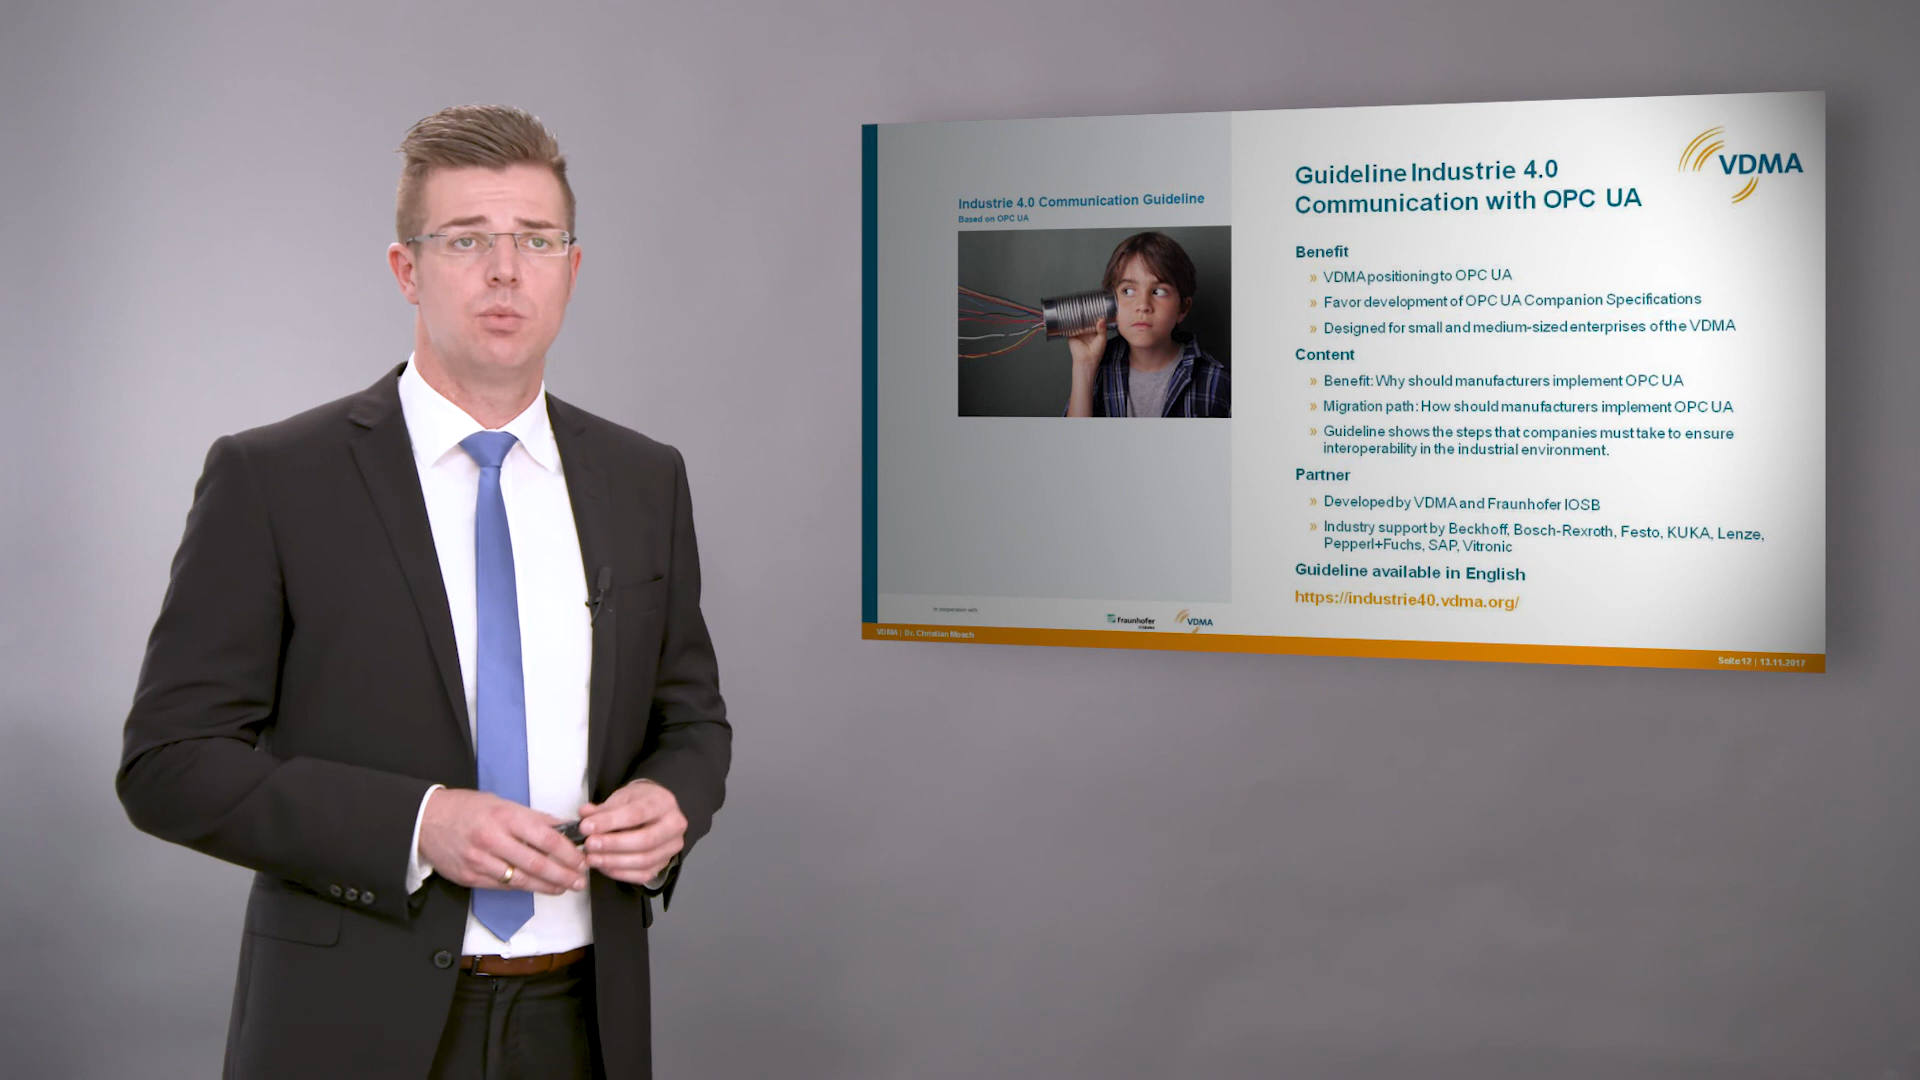 Industrie 4.0 Communication Guideline
Based on OPC UA
in cooperation with
Fraunhofer
VDMA
VDMA | Dr. Christian Mosch
VDMA
Guideline Industrie 4.0
Communication with OPC UA
Benefit
» VDMA positioning to OPC UA
» Favor development of OPC UA Companion Specifications
» Designed for small and medium-sized enterprises of the VDMA
Content
» Benefit: Why should manufacturers implement OPC UA
» Migration path: How should manufacturers implement OPC UA
» Guideline shows the steps that companies must take to ensure
interoperability in the industrial environment.
Partner
» Developed by VDMA and Fraunhofer IOSB
» Industry support by Beckhoff, Bosch-Rexroth, Festo, KUKA, Lenze,
Pepperl+Fuchs, SAP, Vitronic
Guideline available in English
https://industrie40.vdma.org/
Seite 12 | 13.11.2017